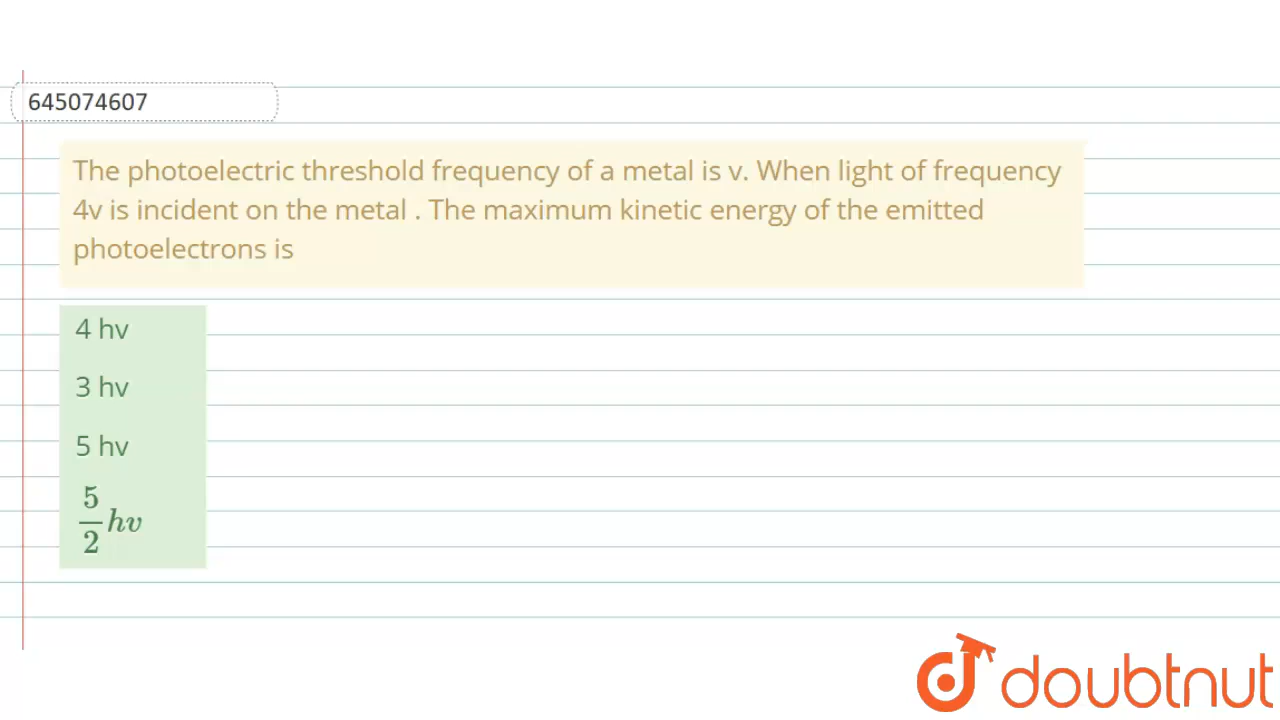 645074607
The photoelectric threshold frequency of a metal is v. When light of frequency
4v is incident on the metal . The maximum kinetic energy of the emitted
photoelectrons is
4 hv
3 hv
5 hv
\frac{5}{2}hv
doubtnut